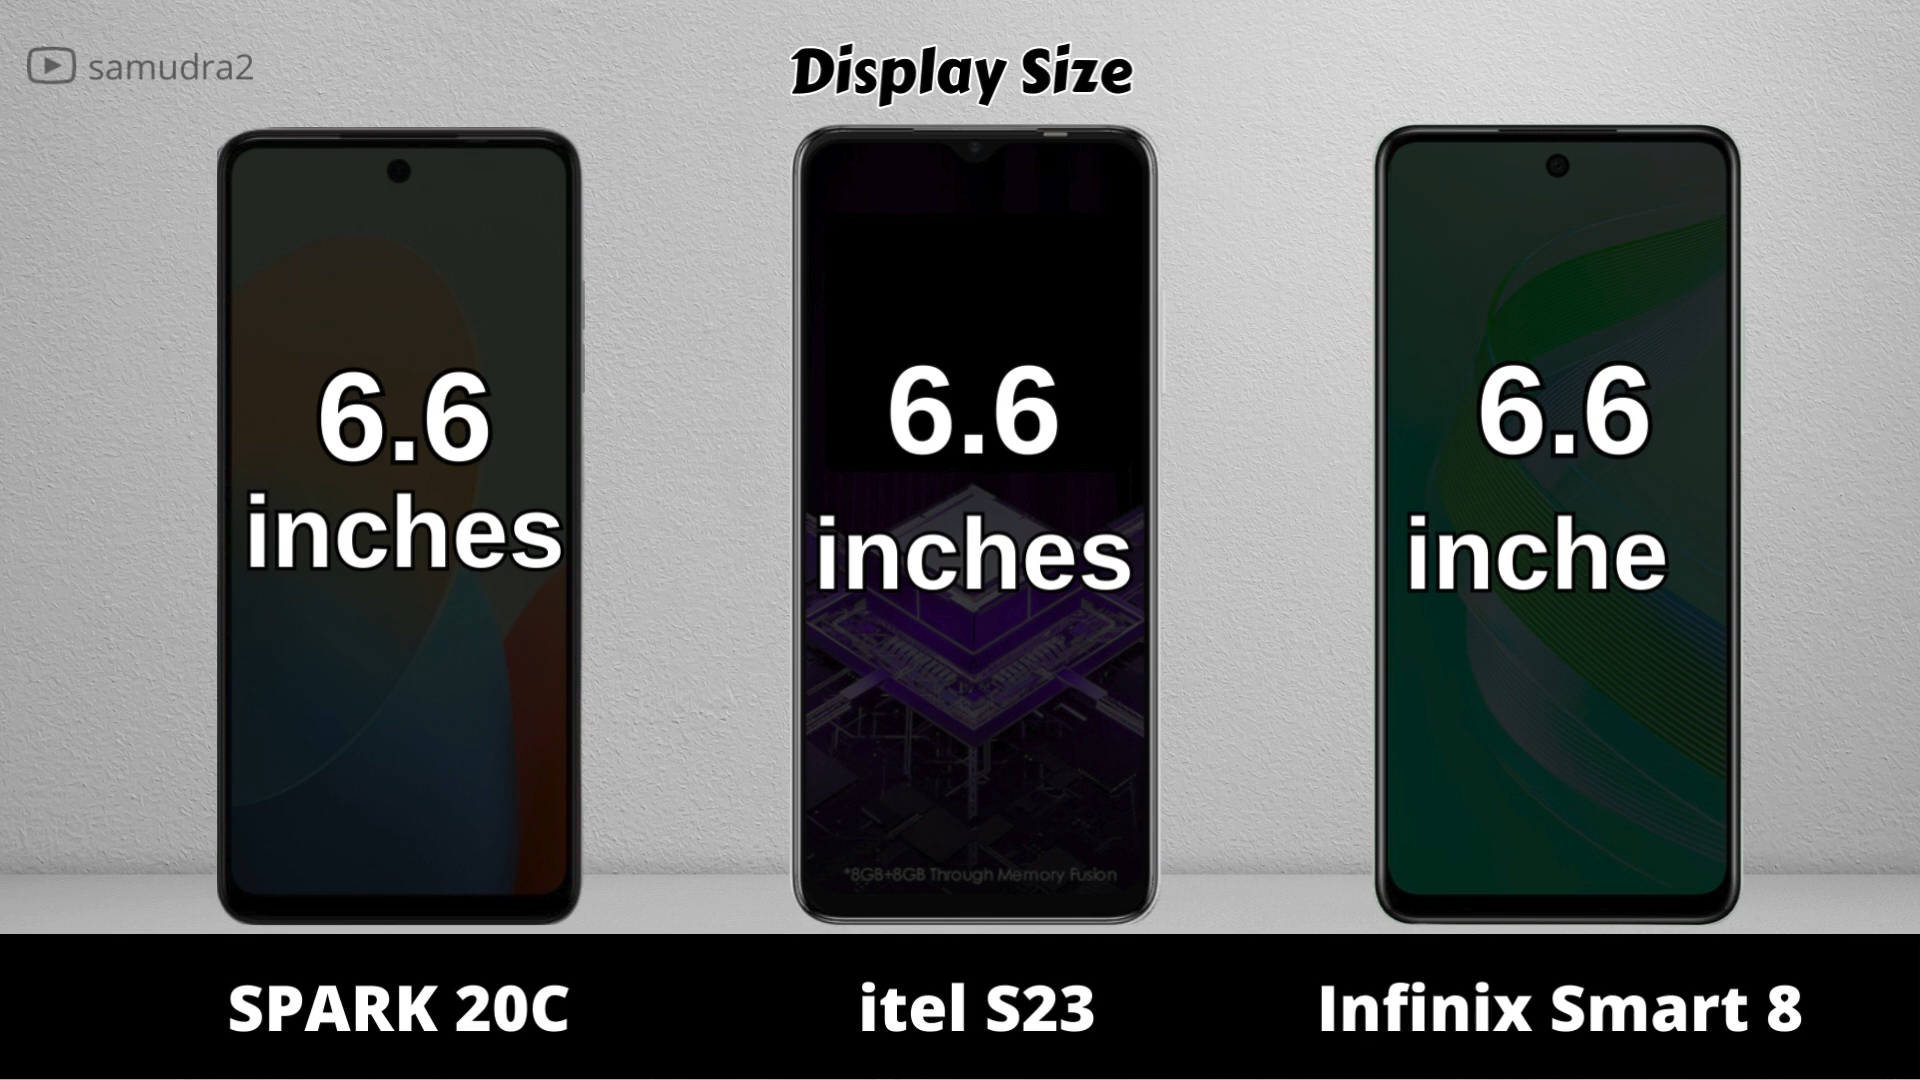 samudra2
Display Size
6.6
inches
6.6
inches
6.6
inche
*8GB+8GB Through Memory Fusion
SPARK 20C
itel S23
Infinix Smart 8